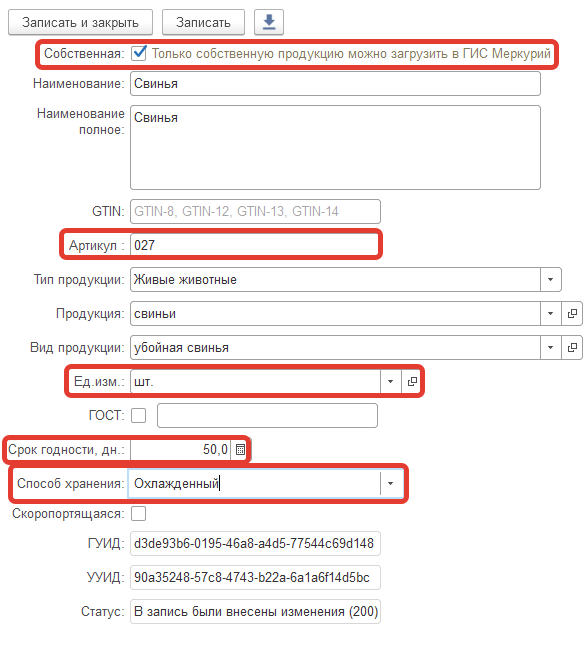 Записать и закрыть Записать
Собственная: Только собственную продукцию можно загрузить в ГИС Меркурий
Наименование: Свинья
Наименование полное: Свинья
GTIN: GTIN-8, GTIN-12, GTIN-13, GTIN-14
Артикул : 027
Тип продукции: Живые животные
Продукция: свиньи
Вид продукции: убойная свинья
Ед.изм.: шт.
ГОСТ:
Срок годности, дн.: 50,0
Способ хранения: Охлажденный
Скоропортящаяся:
ГУИД: d3de93b6-0195-46a8-a4d5-77544c69d148
УУИД: 90a35248-57c8-4743-b22a-6a1a6f14d5bc
Статус: В запись были внесены изменения (200)